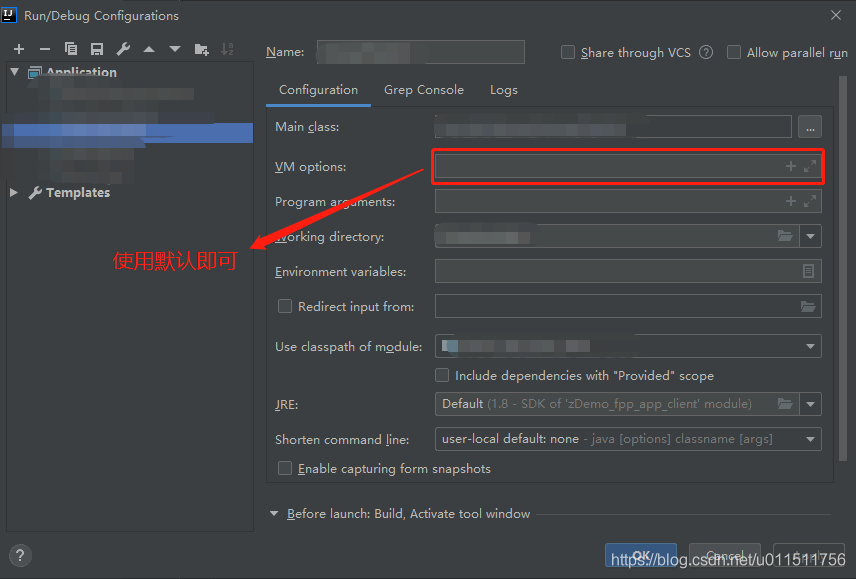 Run/Debug Configurations
Name:
Share through VCS
Allow parallel run
Application
Templates
Configuration
Grep Console
Logs
Main class:
...
VM options:
Program arguments:
Working directory:
使用默认即可
Environment variables:
Redirect input from:
Use classpath of module:
Include dependencies with "Provided" scope
JRE:
Default (1.8 - SDK of 'zDemo_fpp_app_client' module)
Shorten command line:
user-local default: none - java [options] classname [args]
Enable capturing form snapshots
Before launch: Build, Activate tool window
?
OK
Cancel
https://blog.csdn.net/u011511756